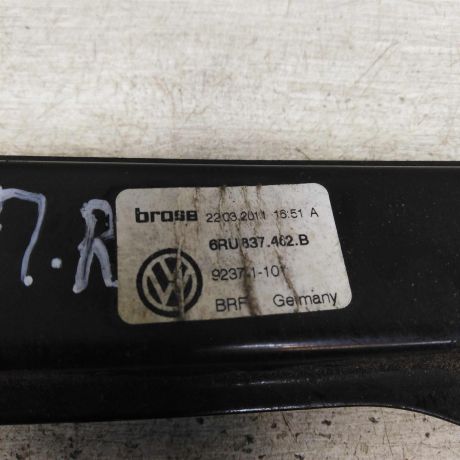 П.R
brose 22.03.2011 16:51 A
6RU 837.462.B
BRF Germany